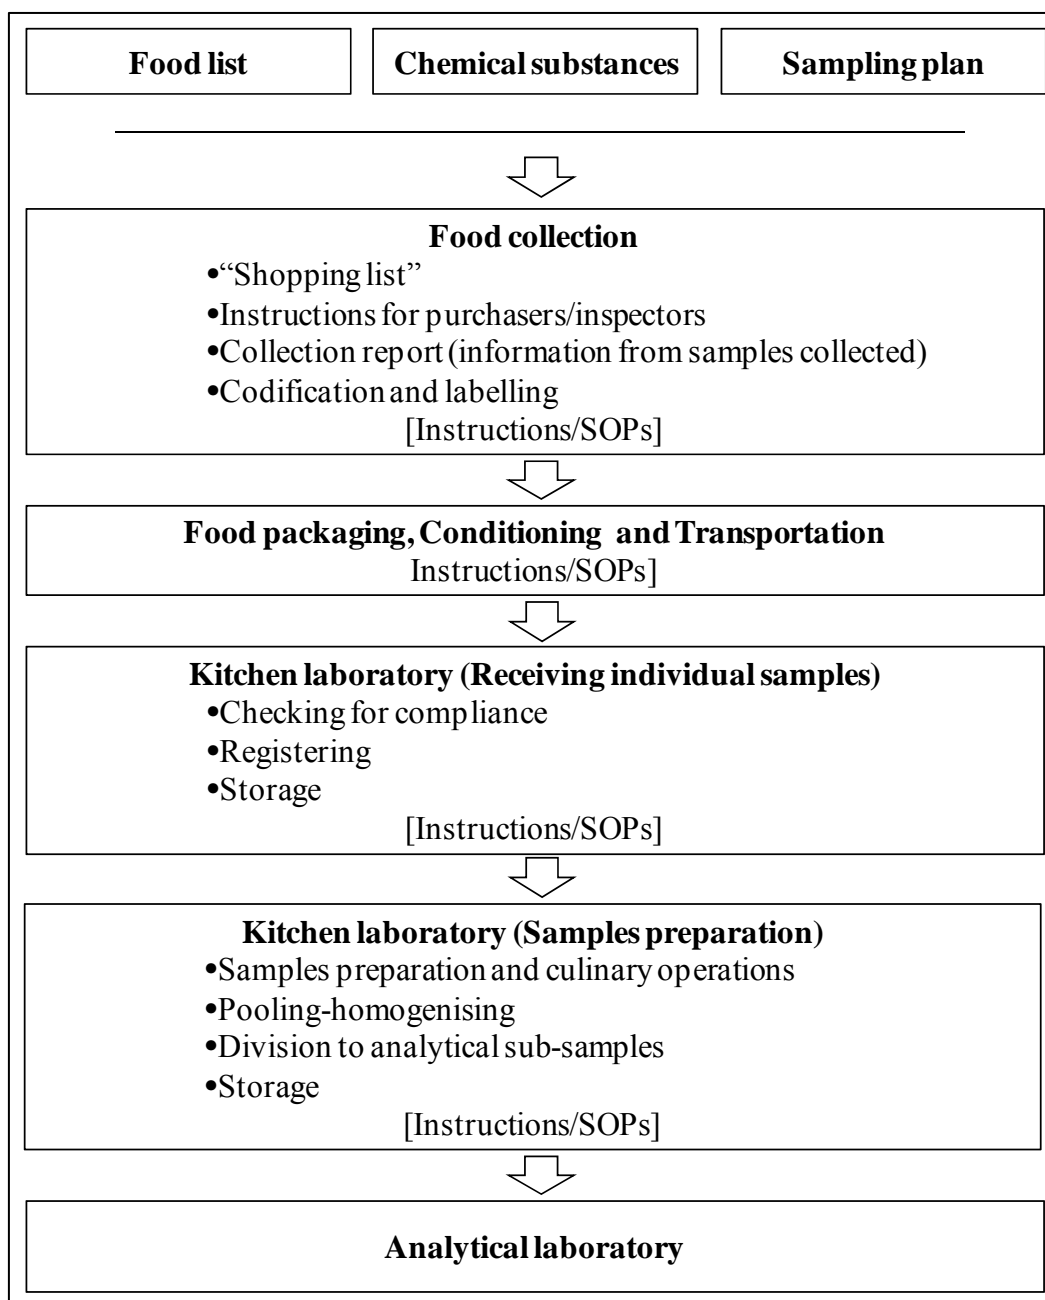 Food list
Chemical substances
Sampling plan
Food collection
•“Shopping list”
•Instructions for purchasers/inspectors
•Collection report (information from samples collected)
•Codification and labelling
[Instructions/SOPs]
Food packaging, Conditioning and Transportation
Instructions/SOPs]
Kitchen laboratory (Receiving individual samples)
•Checking for compliance
•Registering
•Storage
[Instructions/SOPs]
Kitchen laboratory (Samples preparation)
•Samples preparation and culinary operations
•Pooling-homogenising
•Division to analytical sub-samples
•Storage
[Instructions/SOPs]
Analytical laboratory